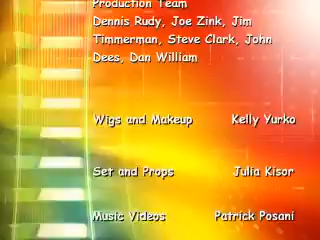 Production Team
Dennis Rudy, Joe Zink, Jim
Timmerman, Steve Clark, John
Dees, Dan William
Wigs and Makeup Kelly Yurko
Set and Props Julia Kisor
Music Videos Patrick Posani